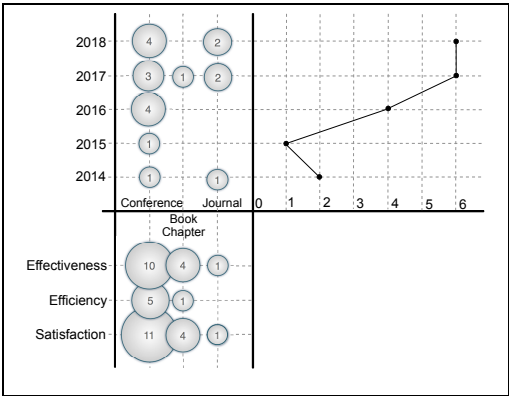 2018 4 2
2017 3 1 2
2016 4
2015 1
2014 1 1
Conference Journal 0 1 2 3 4 5 6
Book
Chapter
Effectiveness 10 4 1
Efficiency 5 1
Satisfaction 11 4 1